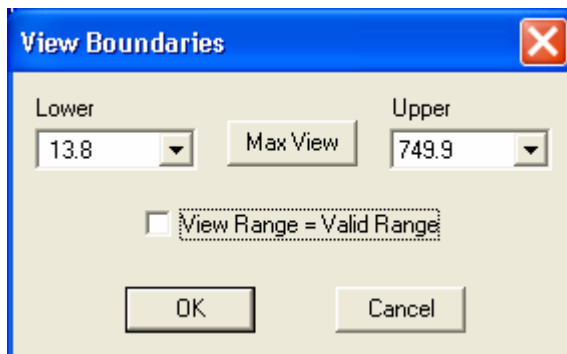 View Boundaries
Lower
Upper
13.8
Max View
749.9
View Range = Valid Range
OK
Cancel